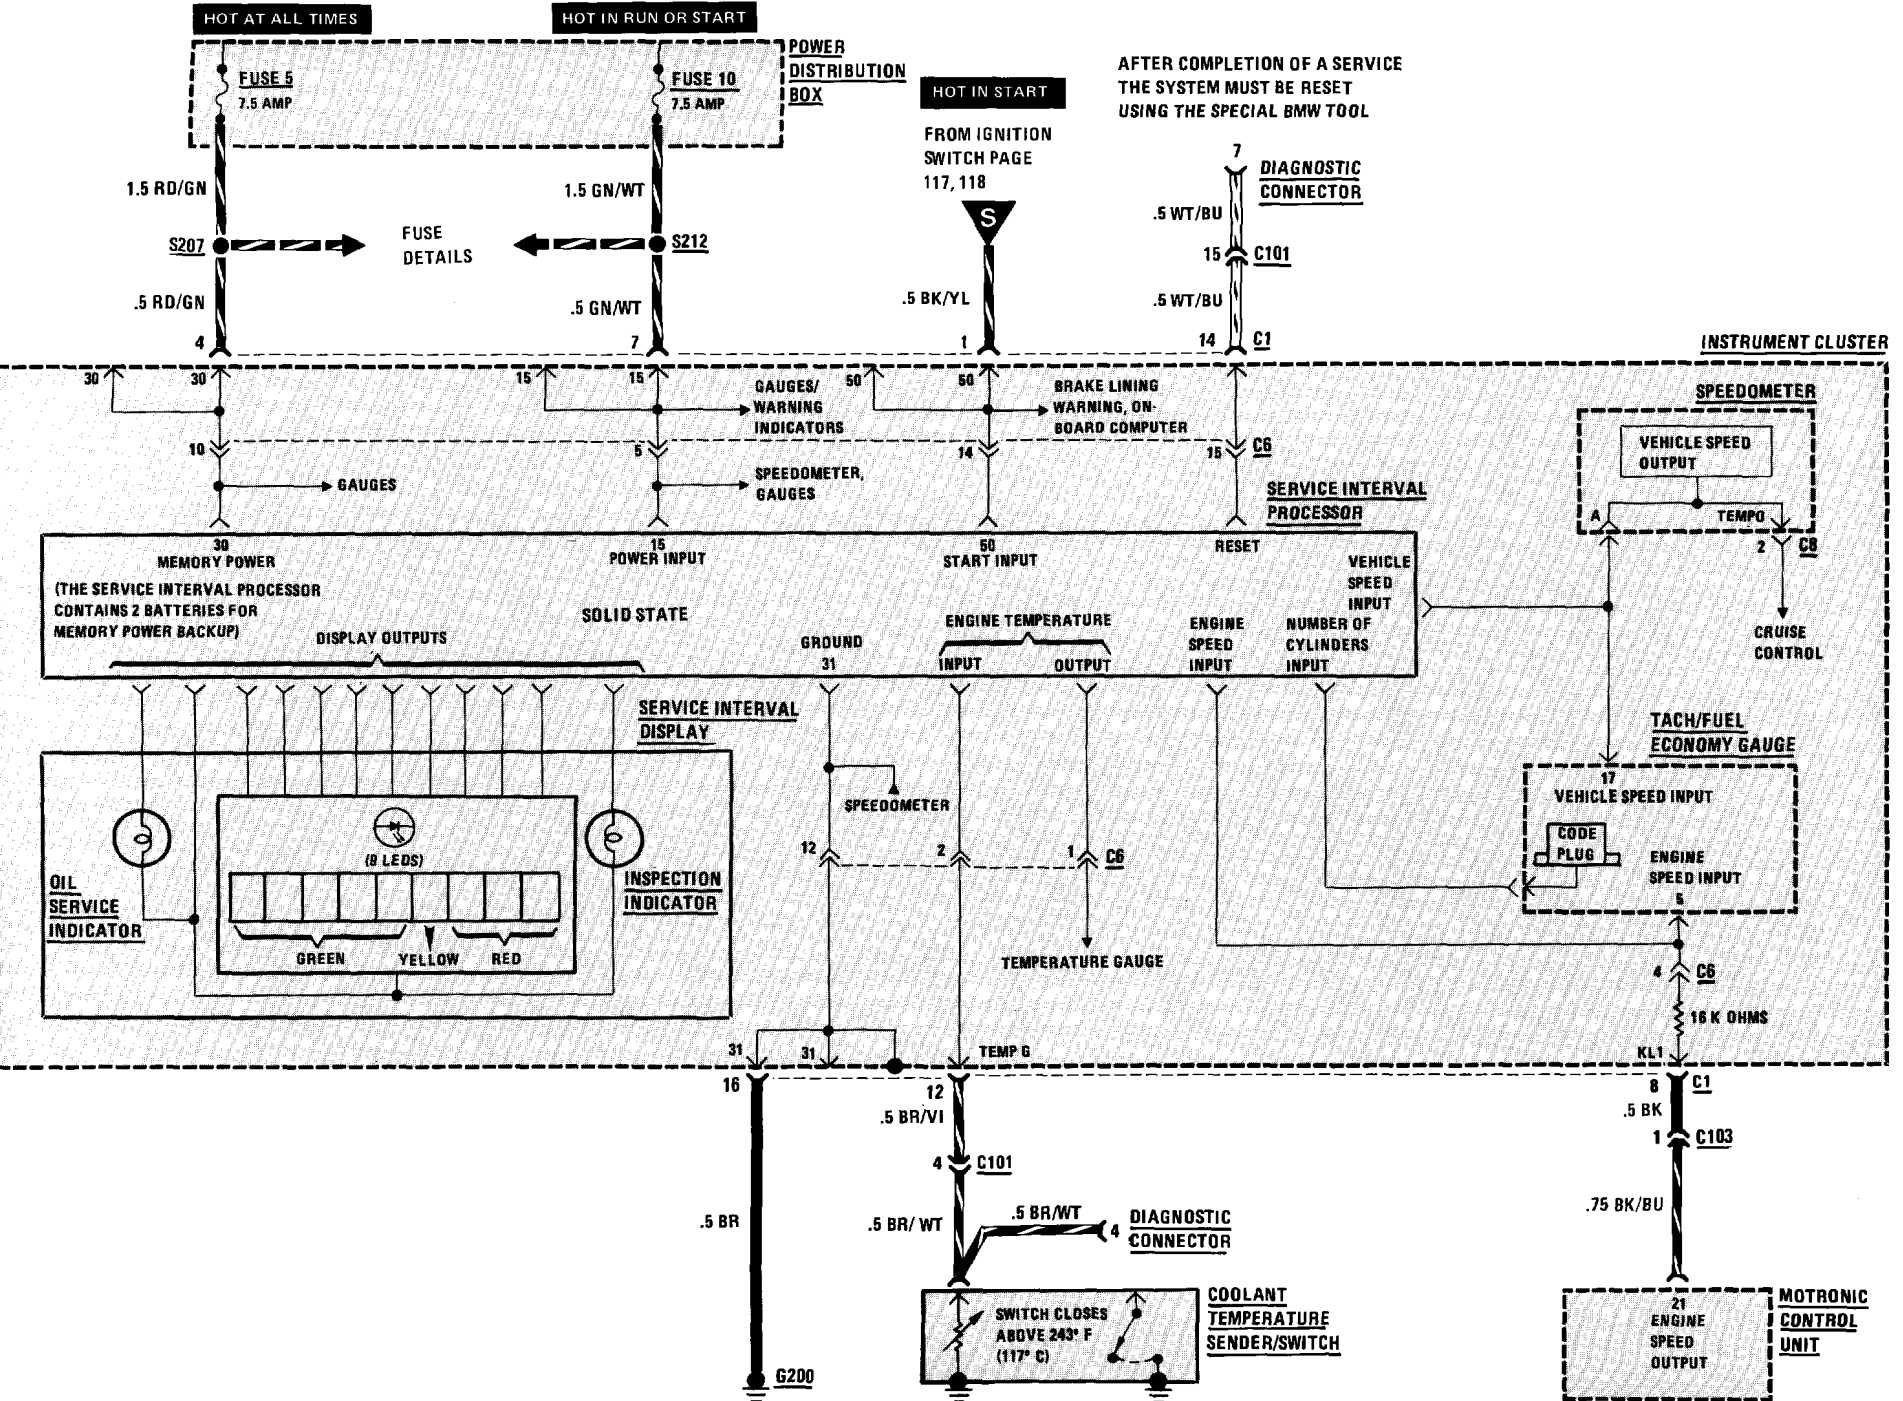 HOT AT ALL TIMES
HOT IN RUN OR START
POWER
DISTRIBUTION
BOX
FUSE 5
7.5 AMP
FUSE 10
7.5 AMP
HOT IN START
FROM IGNITION
SWITCH PAGE
117, 118
S
AFTER COMPLETION OF A SERVICE
THE SYSTEM MUST BE RESET
USING THE SPECIAL BMW TOOL
7
DIAGNOSTIC
CONNECTOR
1.5 RD/GN
1.5 GN/WT
.5 WT/BU
S207
FUSE
DETAILS
S212
15
C101
.5 RD/GN
.5 GN/WT
.5 BK/YL
.5 WT/BU
4
7
1
14
C1
INSTRUMENT CLUSTER
30
30
15
15
50
50
GAUGES/
WARNING
INDICATORS
BRAKE LINING
WARNING, ON-
BOARD COMPUTER
SPEEDOMETER
VEHICLE SPEED
OUTPUT
10
5
14
15
C6
GAUGES
SPEEDOMETER,
GAUGES
SERVICE INTERVAL
PROCESSOR
A
TEMPO
2
C8
30
MEMORY POWER
15
POWER INPUT
50
START INPUT
RESET
VEHICLE
SPEED
INPUT
(THE SERVICE INTERVAL PROCESSOR
CONTAINS 2 BATTERIES FOR
MEMORY POWER BACKUP)
SOLID STATE
DISPLAY OUTPUTS
GROUND
31
ENGINE TEMPERATURE
INPUT
OUTPUT
ENGINE
SPEED
INPUT
NUMBER OF
CYLINDERS
INPUT
CRUISE
CONTROL
SERVICE INTERVAL
DISPLAY
TACH/FUEL
ECONOMY GAUGE
17
VEHICLE SPEED INPUT
CODE
PLUG
ENGINE
SPEED INPUT
5
SPEEDOMETER
12
2
1
C6
(9 LEDS)
OIL
SERVICE
INDICATOR
INSPECTION
INDICATOR
GREEN
YELLOW
RED
TEMPERATURE GAUGE
4
C6
16 K OHMS
31
31
TEMP G
KL1
16
12
8
C1
.5 BR/VI
.5 BK
4
C101
1
C103
.5 BR
.5 BR/WT
.5 BR/WT
4
DIAGNOSTIC
CONNECTOR
.75 BK/BU
SWITCH CLOSES
ABOVE 243° F
(117° C)
COOLANT
TEMPERATURE
SENDER/SWITCH
21
ENGINE
SPEED
OUTPUT
MOTRONIC
CONTROL
UNIT
G200